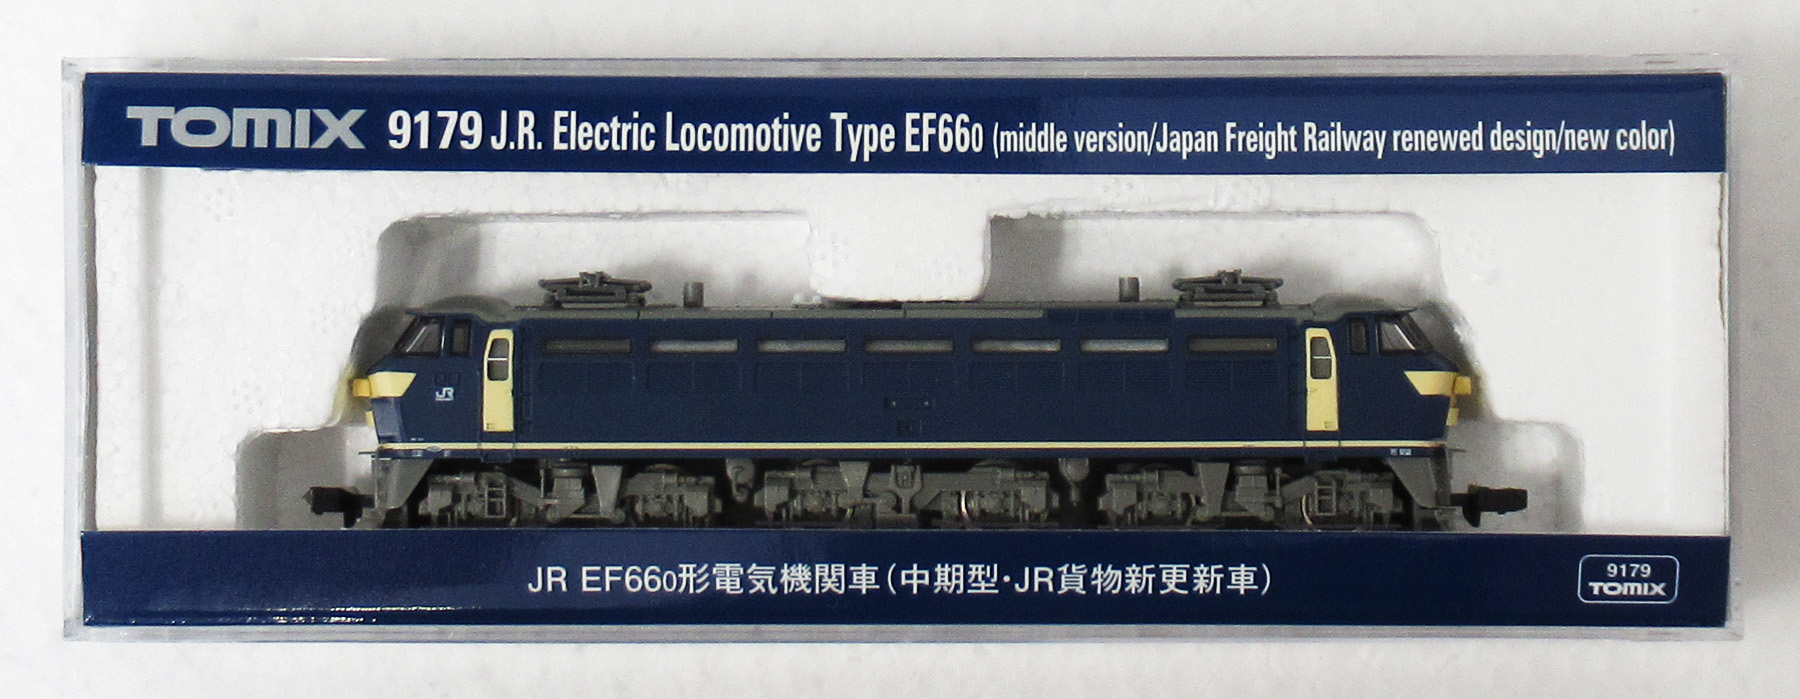 TOMIX 9179 J.R. Electric Locomotive Type EF660 (middle version/Japan Freight Railway renewed design/new color)
JR
JR EF660形電気機関車(中期型・JR貨物新更新車)
9179
TOMIX